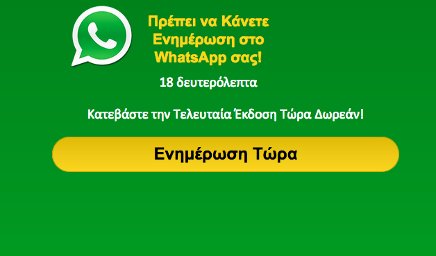 Πρέπει να Κάνετε
Ενημέρωση στο
WhatsApp σας!
18 δευτερόλεπτα
Κατεβάστε την Τελευταία Έκδοση Τώρα Δωρεάν!
Ενημέρωση Τώρα